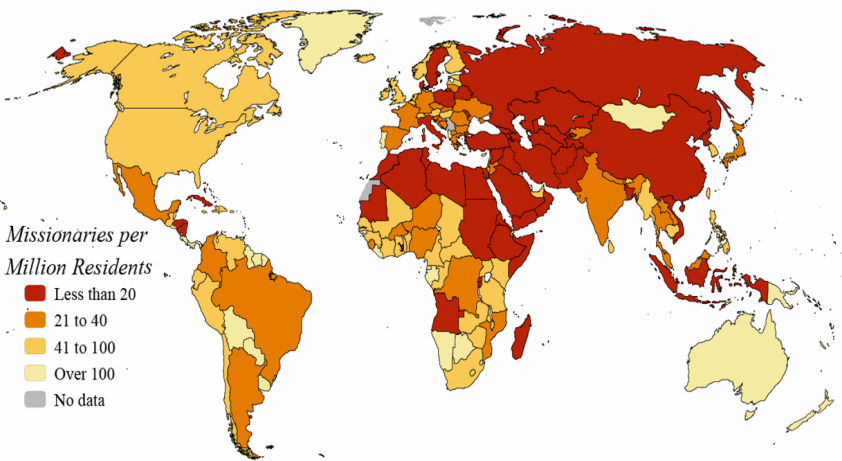 Missionaries per
Million Residents
Less than 20
21 to 40
41 to 100
Over 100
No data